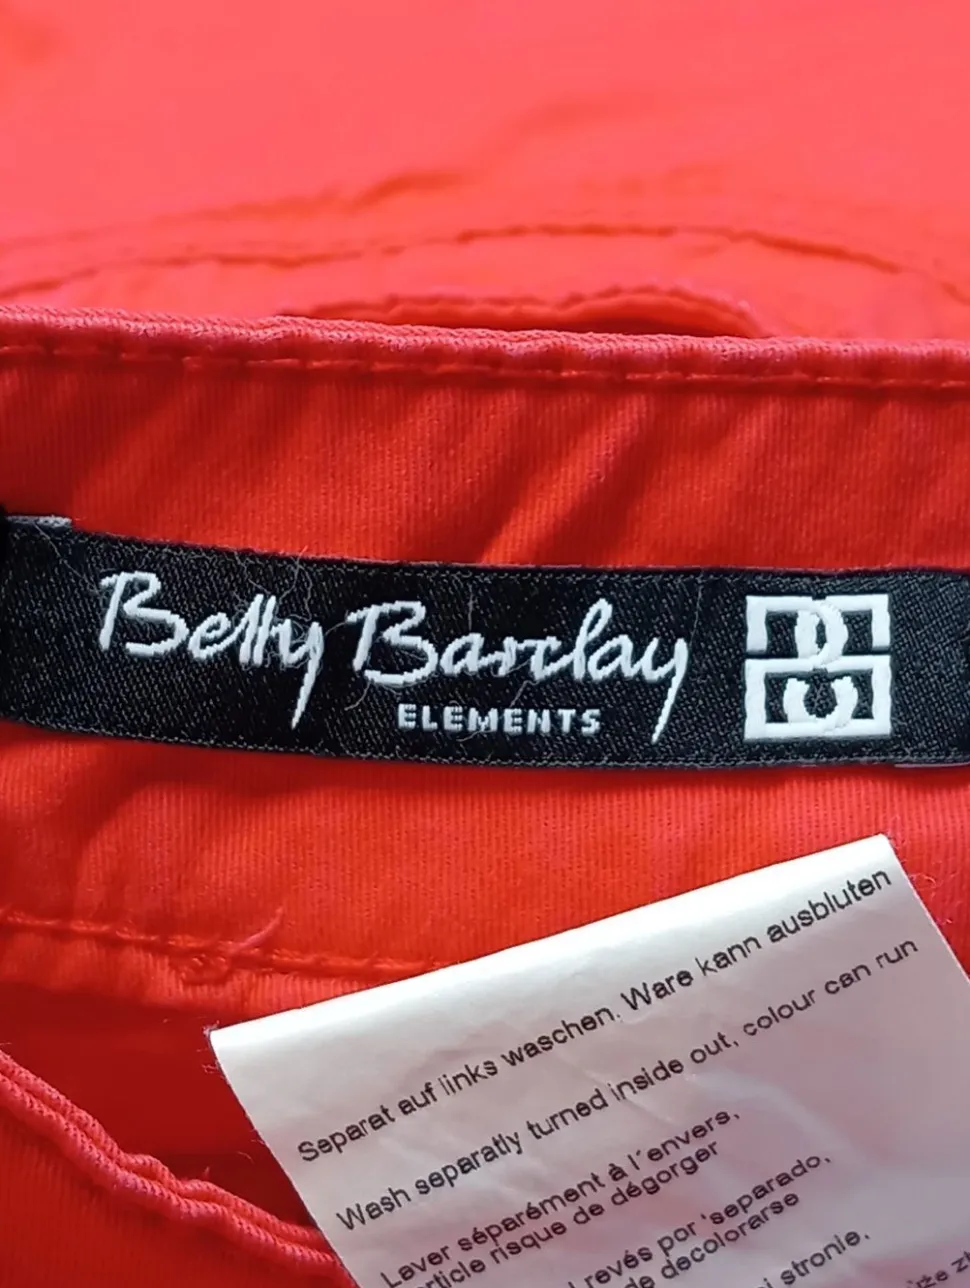 Betty Barclay
ELEMENTS
Separat auf links waschen. Ware kann ausbluten
Wash separatly turned inside out, colour can run
Laver séparément à l´envers,
article risque de dégorger
l revés por 'separado,
de decolorarse
stronie,